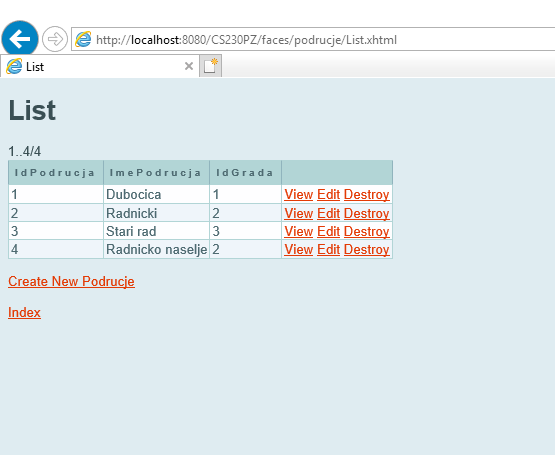 http://localhost:8080/CS230PZ/faces/podrucje/List.xhtml
List
List
1..4/4
IdPodrucja ImePodrucja IdGrada
1 Dubocica 1 View Edit Destroy
2 Radnicki 2 View Edit Destroy
3 Stari rad 3 View Edit Destroy
4 Radnicko naselje 2 View Edit Destroy
Create New Podrucje
Index